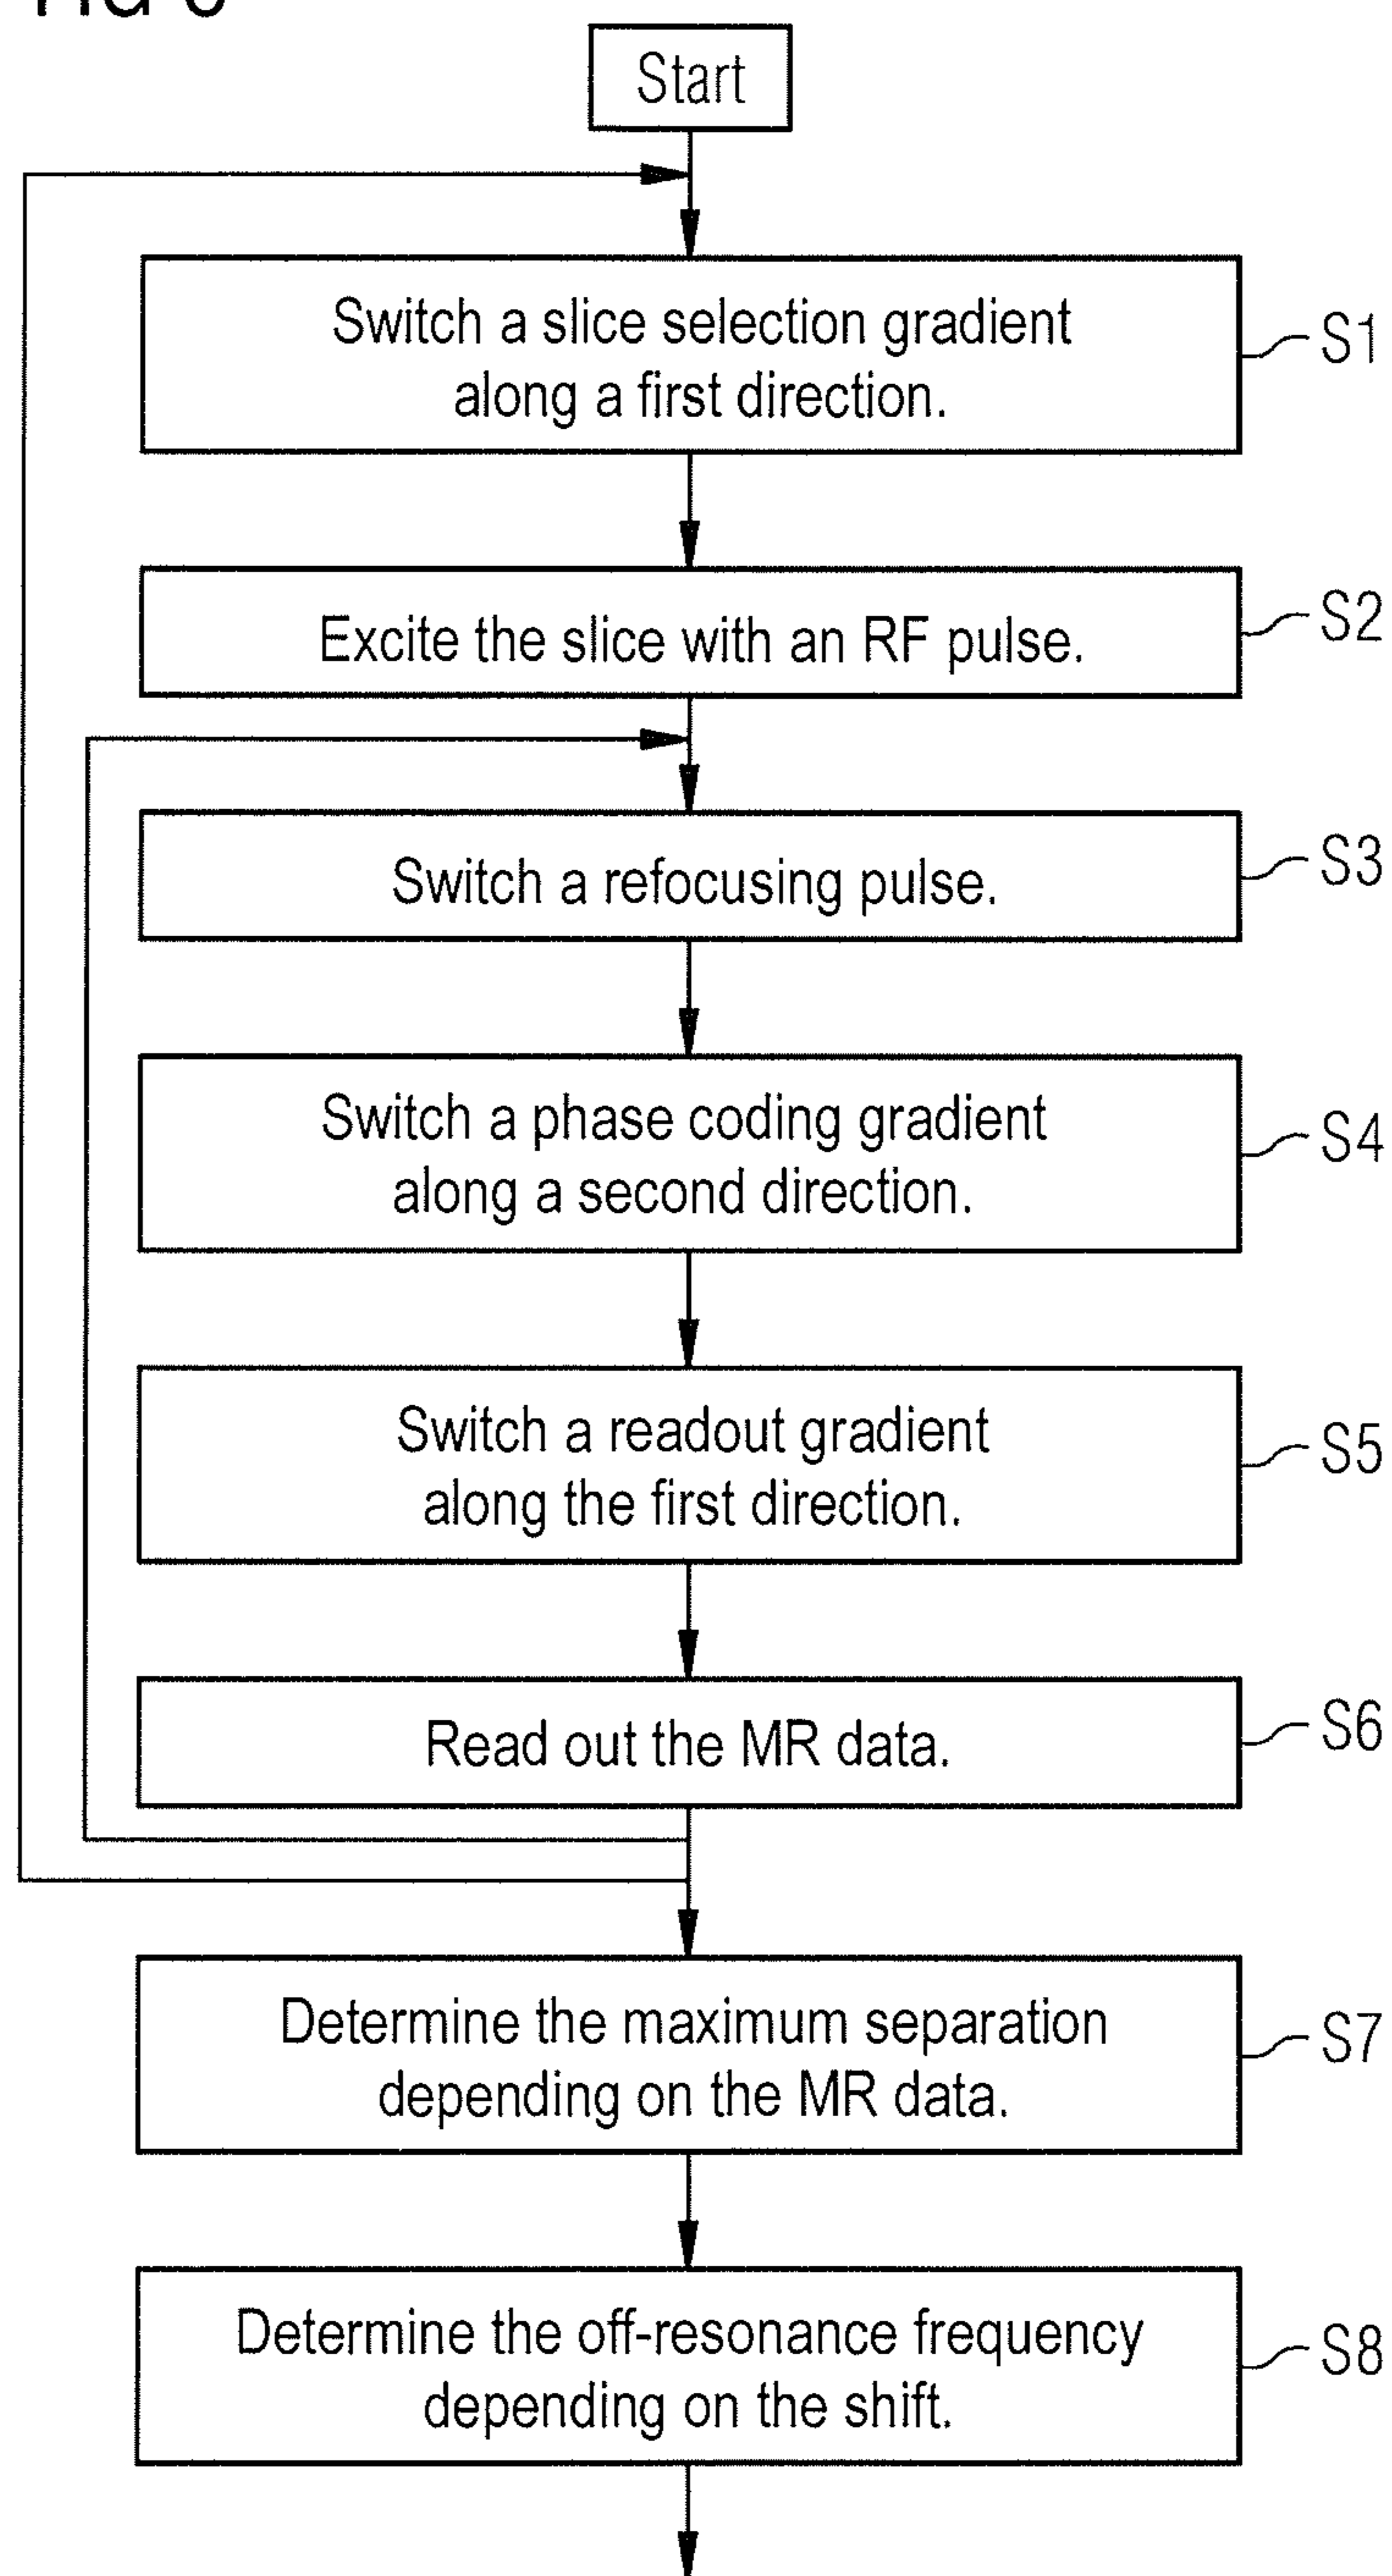 Start
Switch a slice selection gradient
along a first direction.
S1
Excite the slice with an RF pulse.
S2
Switch a refocusing pulse.
S3
Switch a phase coding gradient
along a second direction.
S4
Switch a readout gradient
along the first direction.
S5
Read out the MR data.
S6
Determine the maximum separation
depending on the MR data.
S7
Determine the off-resonance frequency
depending on the shift.
S8